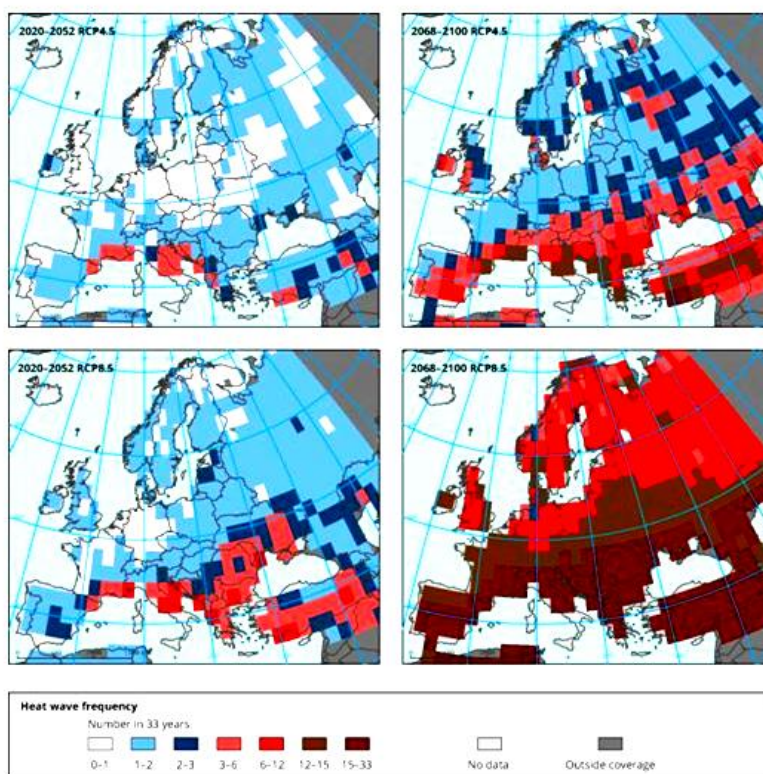 2020–2052 RCP4.5
2068–2100 RCP4.5
2020–2052 RCP8.5
2068–2100 RCP8.5
Heat wave frequency
Number in 33 years
0–1 1–2 2–3 3–6 6–12 12–15 15–33 No data Outside coverage